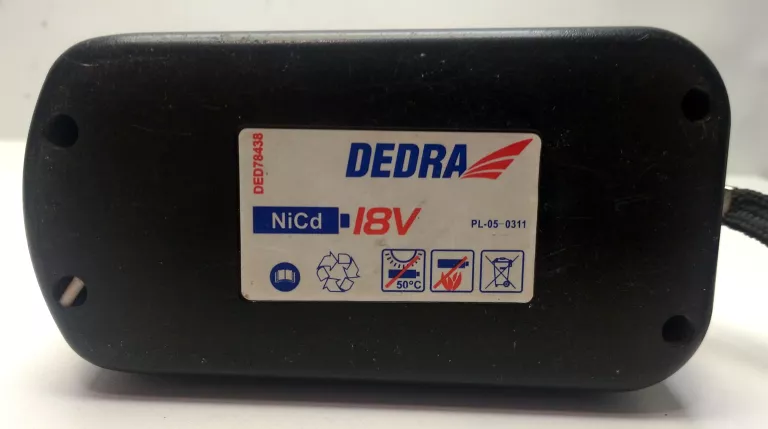 DED78438
DEDRA
NiCd 18V
PL-05-0311
50°C